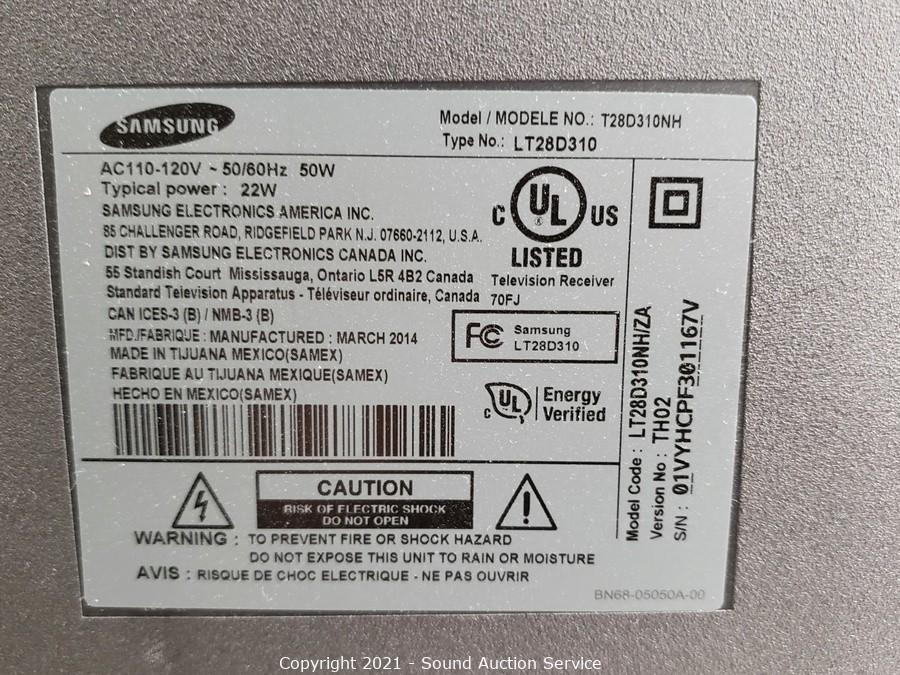 SAMSUNG
Model / MODELE NO.: T28D310NH
Type No.: LT28D310
AC110-120V ~ 50/60Hz 50W
Typical power : 22W
SAMSUNG ELECTRONICS AMERICA INC.
85 CHALLENGER ROAD, RIDGEFIELD PARK N.J. 07660-2112, U.S.A.
DIST BY SAMSUNG ELECTRONICS CANADA INC.
55 Standish Court Mississauga, Ontario L5R 4B2 Canada
Standard Television Apparatus - Téléviseur ordinaire, Canada
CAN ICES-3 (B) / NMB-3 (B)
MFD./FABRIQUE : MANUFACTURED : MARCH 2014
MADE IN TIJUANA MEXICO(SAMEX)
FABRIQUE AU TIJUANA MEXIQUE(SAMEX)
HECHO EN MEXICO(SAMEX)
C UL US
®
LISTED
Television Receiver
70FJ
FC Samsung
LT28D310
C UL Energy
Verified
Model Code : LT28D310NH/ZA
Version No : TH02
S/N : 01VYHCPF301167V
CAUTION
RISK OF ELECTRIC SHOCK
DO NOT OPEN
WARNING : TO PREVENT FIRE OR SHOCK HAZARD
DO NOT EXPOSE THIS UNIT TO RAIN OR MOISTURE
AVIS : RISQUE DE CHOC ELECTRIQUE - NE PAS OUVRIR
BN68-05050A-00
Copyright 2021 - Sound Auction Service